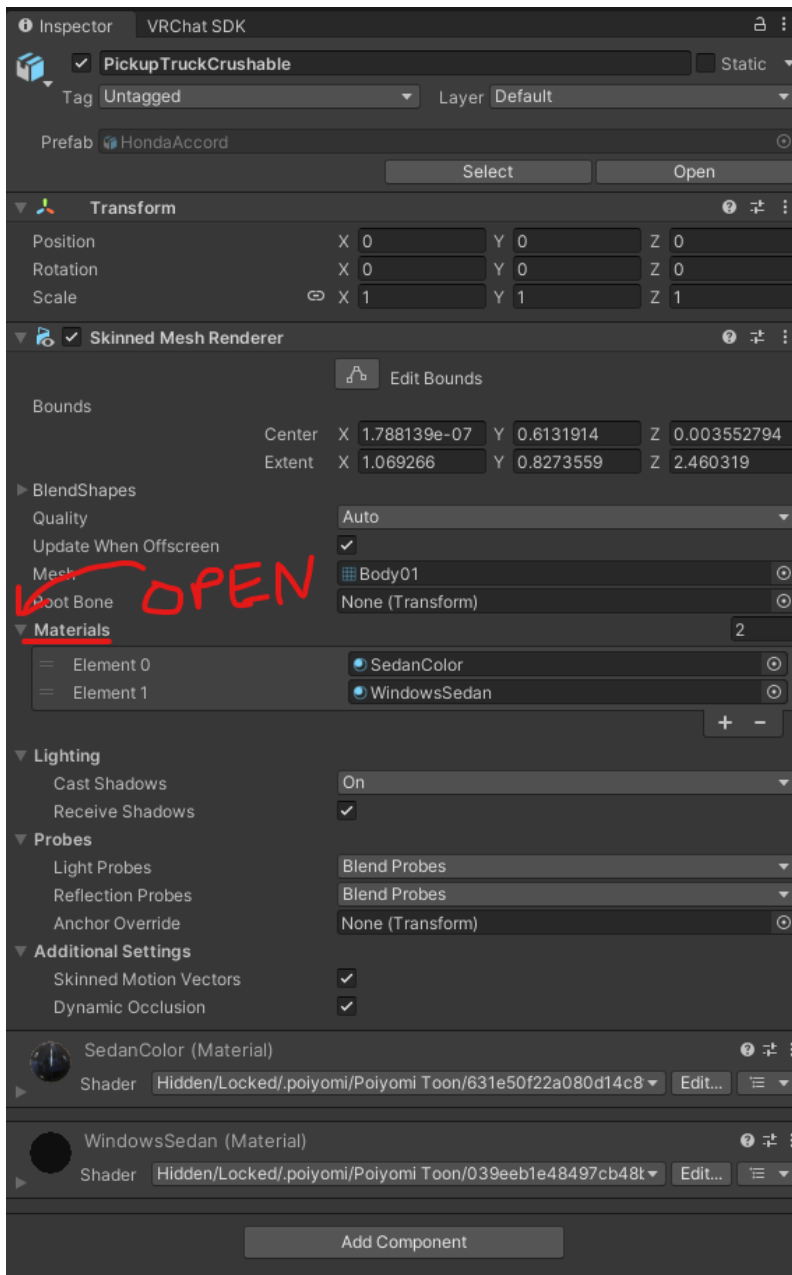 Inspector VRChat SDK
PickupTruckCrushable Static
Tag Untagged Layer Default
Prefab HondaAccord
Select Open
Transform
Position X 0 Y 0 Z 0
Rotation X 0 Y 0 Z 0
Scale X 1 Y 1 Z 1
Skinned Mesh Renderer
Edit Bounds
Bounds
Center X 1.788139e-07 Y 0.6131914 Z 0.003552794
Extent X 1.069266 Y 0.8273559 Z 2.460319
BlendShapes
Quality Auto
Update When Offscreen
Mesh Body01
OPEN
Root Bone None (Transform)
Materials 2
Element 0 SedanColor
Element 1 WindowsSedan
+ −
Lighting
Cast Shadows On
Receive Shadows
Probes
Light Probes Blend Probes
Reflection Probes Blend Probes
Anchor Override None (Transform)
Additional Settings
Skinned Motion Vectors
Dynamic Occlusion
SedanColor (Material)
Shader Hidden/Locked/.poiyomi/Poiyomi Toon/631e50f22a080d14c8 Edit...
WindowsSedan (Material)
Shader Hidden/Locked/.poiyomi/Poiyomi Toon/039eeb1e48497cb48b Edit...
Add Component